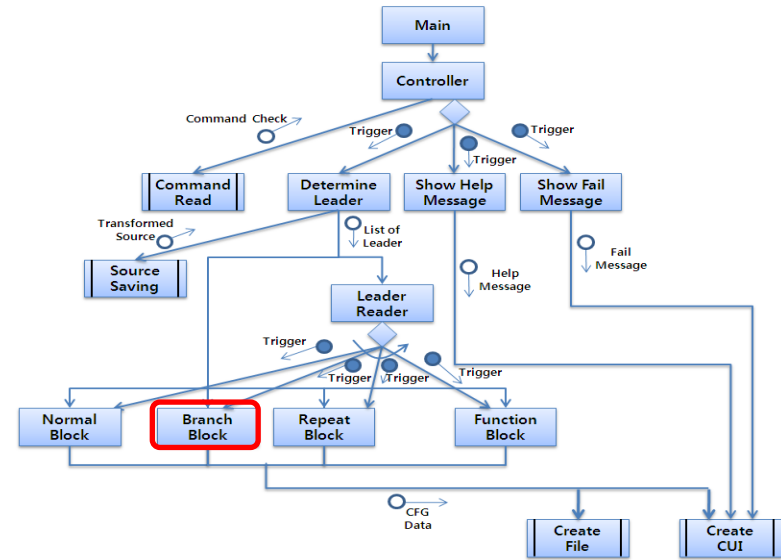 Main
Controller
Command Check
Trigger
Trigger
Trigger
Command
Read
Determine
Leader
Show Help
Message
Show Fail
Message
Transformed
Source
List of
Leader
Fail
Message
Source
Saving
Help
Message
Leader
Reader
Trigger
Trigger
Trigger
Trigger
Normal
Block
Branch
Block
Repeat
Block
Function
Block
CFG
Data
Create
File
Create
CUI